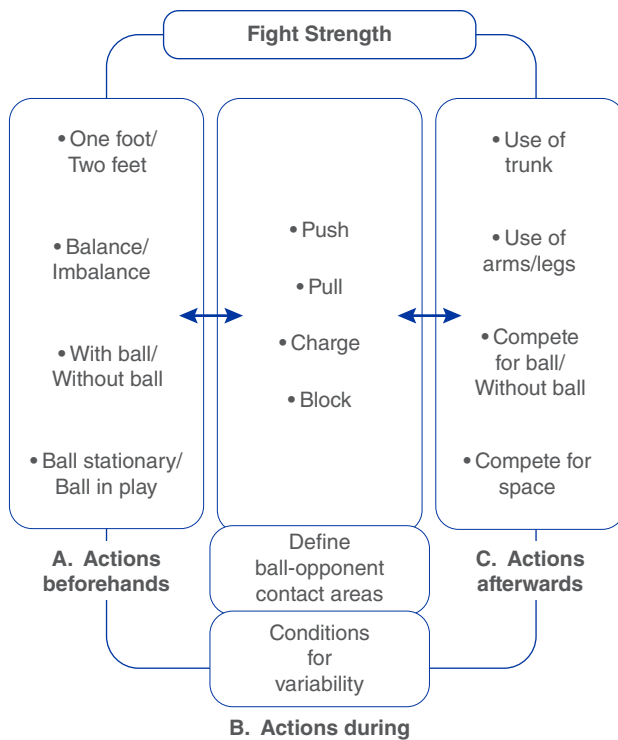 Fight Strength
• One foot/
Two feet
• Balance/
Imbalance
• With ball/
Without ball
• Ball stationary/
Ball in play
A. Actions
beforehands
• Push
• Pull
• Charge
• Block
Define
ball-opponent
contact areas
Conditions
for
variability
B. Actions during
• Use of
trunk
• Use of
arms/legs
• Compete
for ball/
Without ball
• Compete for
space
C. Actions
afterwards